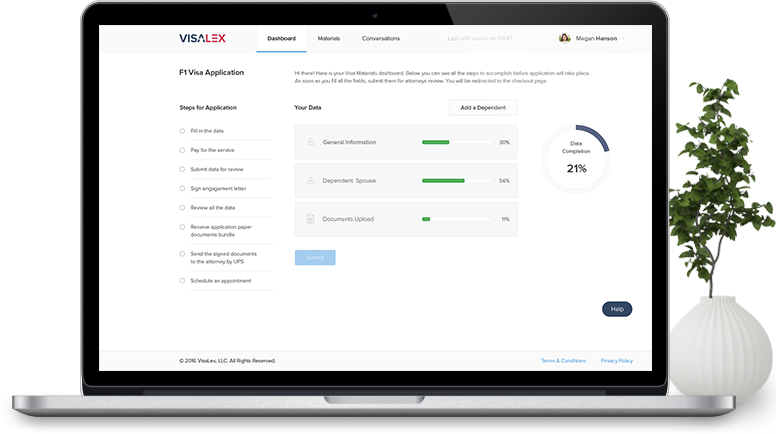 VISALEX
Dashboard
Materials
Conversations
Last edit saved on 09:47
Megan Hanson
F1 Visa Application
Hi there! Here is your Visa Materials dashboard. Below you can see all the steps to accomplish before application will take place.
As soon as you fill all the fields, submit them for attorneys review. You will be redirected to the checkout page.
Steps for Application
Fill in the data
Pay for the service
Submit data for review
Sign engagement letter
Review all the data
Receive application paper
documents bundle
Send the signed documents
to the attorney by UPS
Schedule an appointment
Your Data
Add a Dependent
General Information
30%
Dependent: Spouse
56%
Documents Upload
11%
Submit
Data
Completion
21%
Help
© 2016 VisaLex, LLC. All Rights Reserved.
Terms & Conditions
Privacy Policy